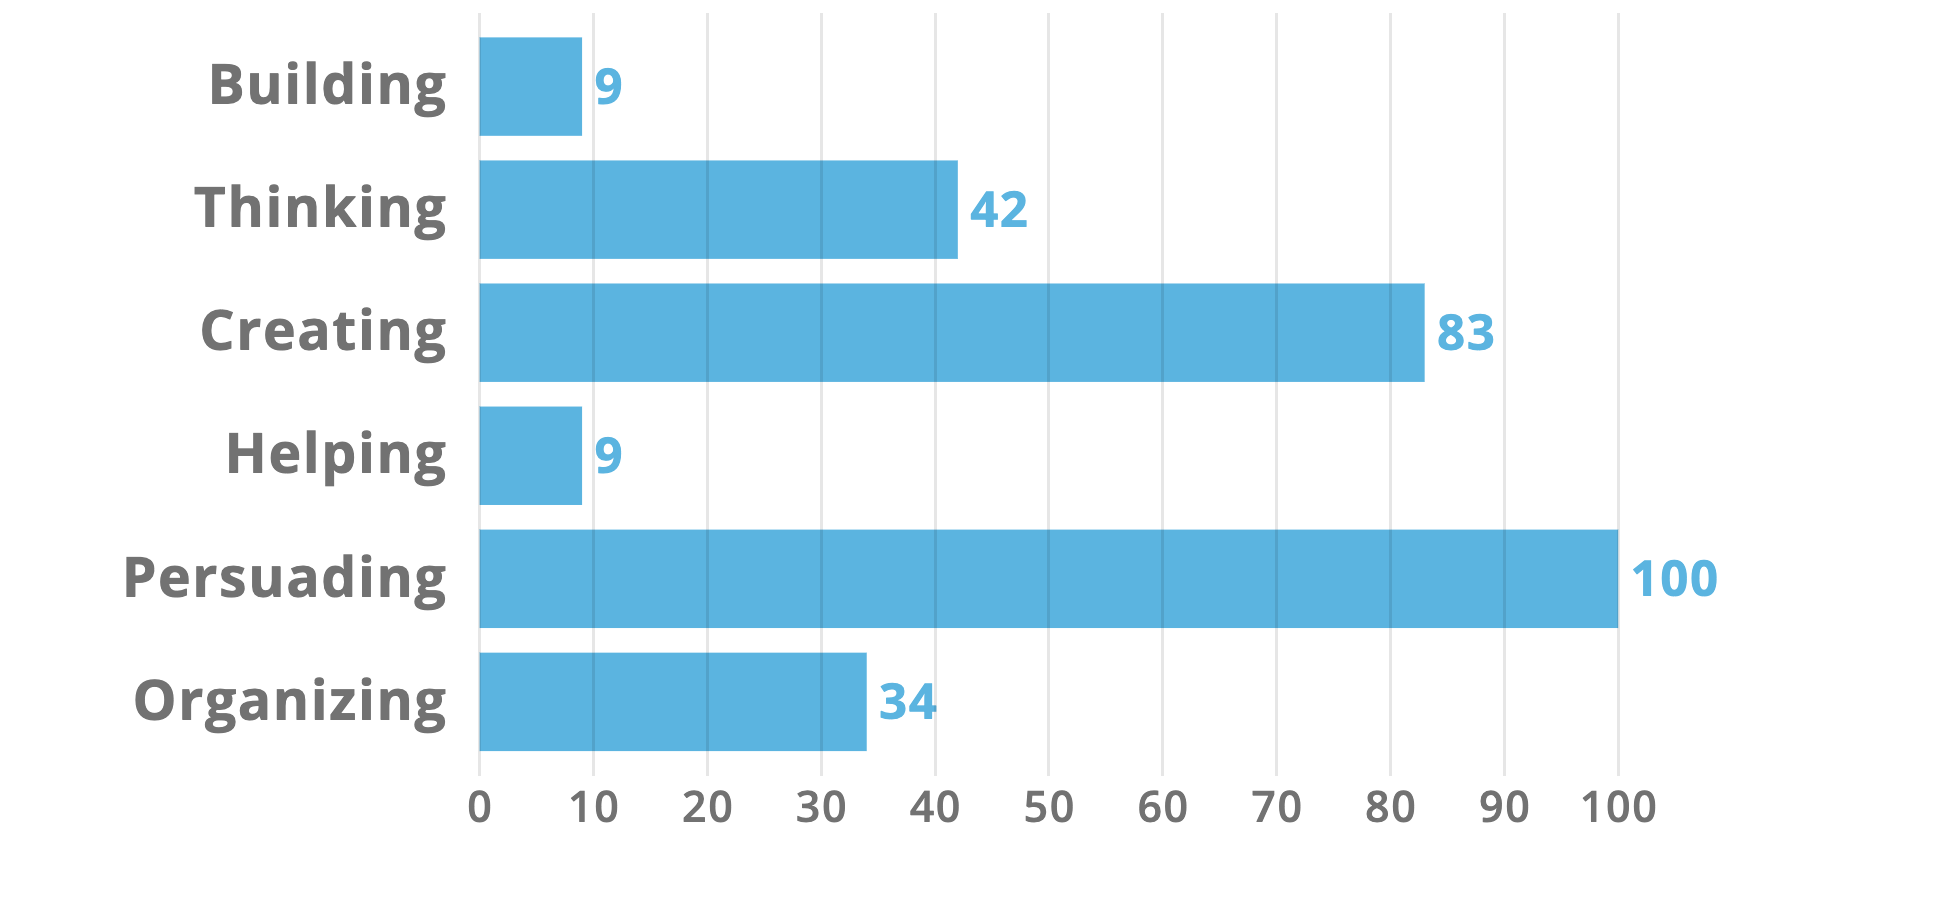 Building 9
Thinking 42
Creating 83
Helping 9
Persuading 100
Organizing 34
0 10 20 30 40 50 60 70 80 90 100